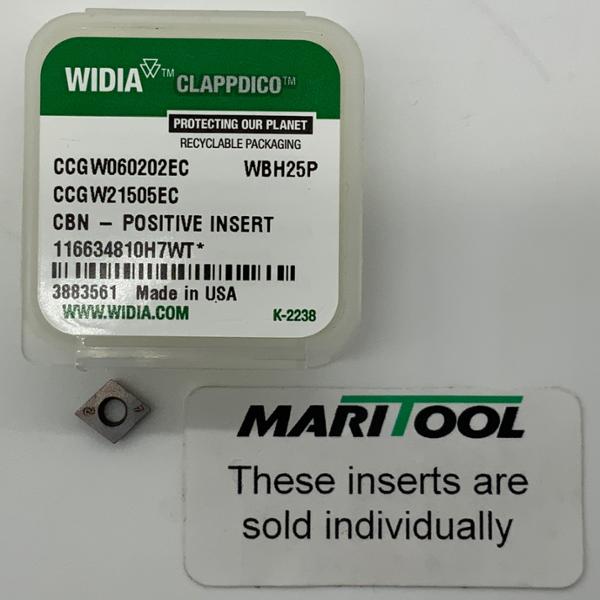 WIDIA™ CLAPPDICO™
PROTECTING OUR PLANET
RECYCLABLE PACKAGING
CCGW060202EC WBH25P
CCGW21505EC
CBN – POSITIVE INSERT
116634810H7WT*
3883561 Made in USA
WWW.WIDIA.COM K-2238
MARITOOL
These inserts are
sold individually